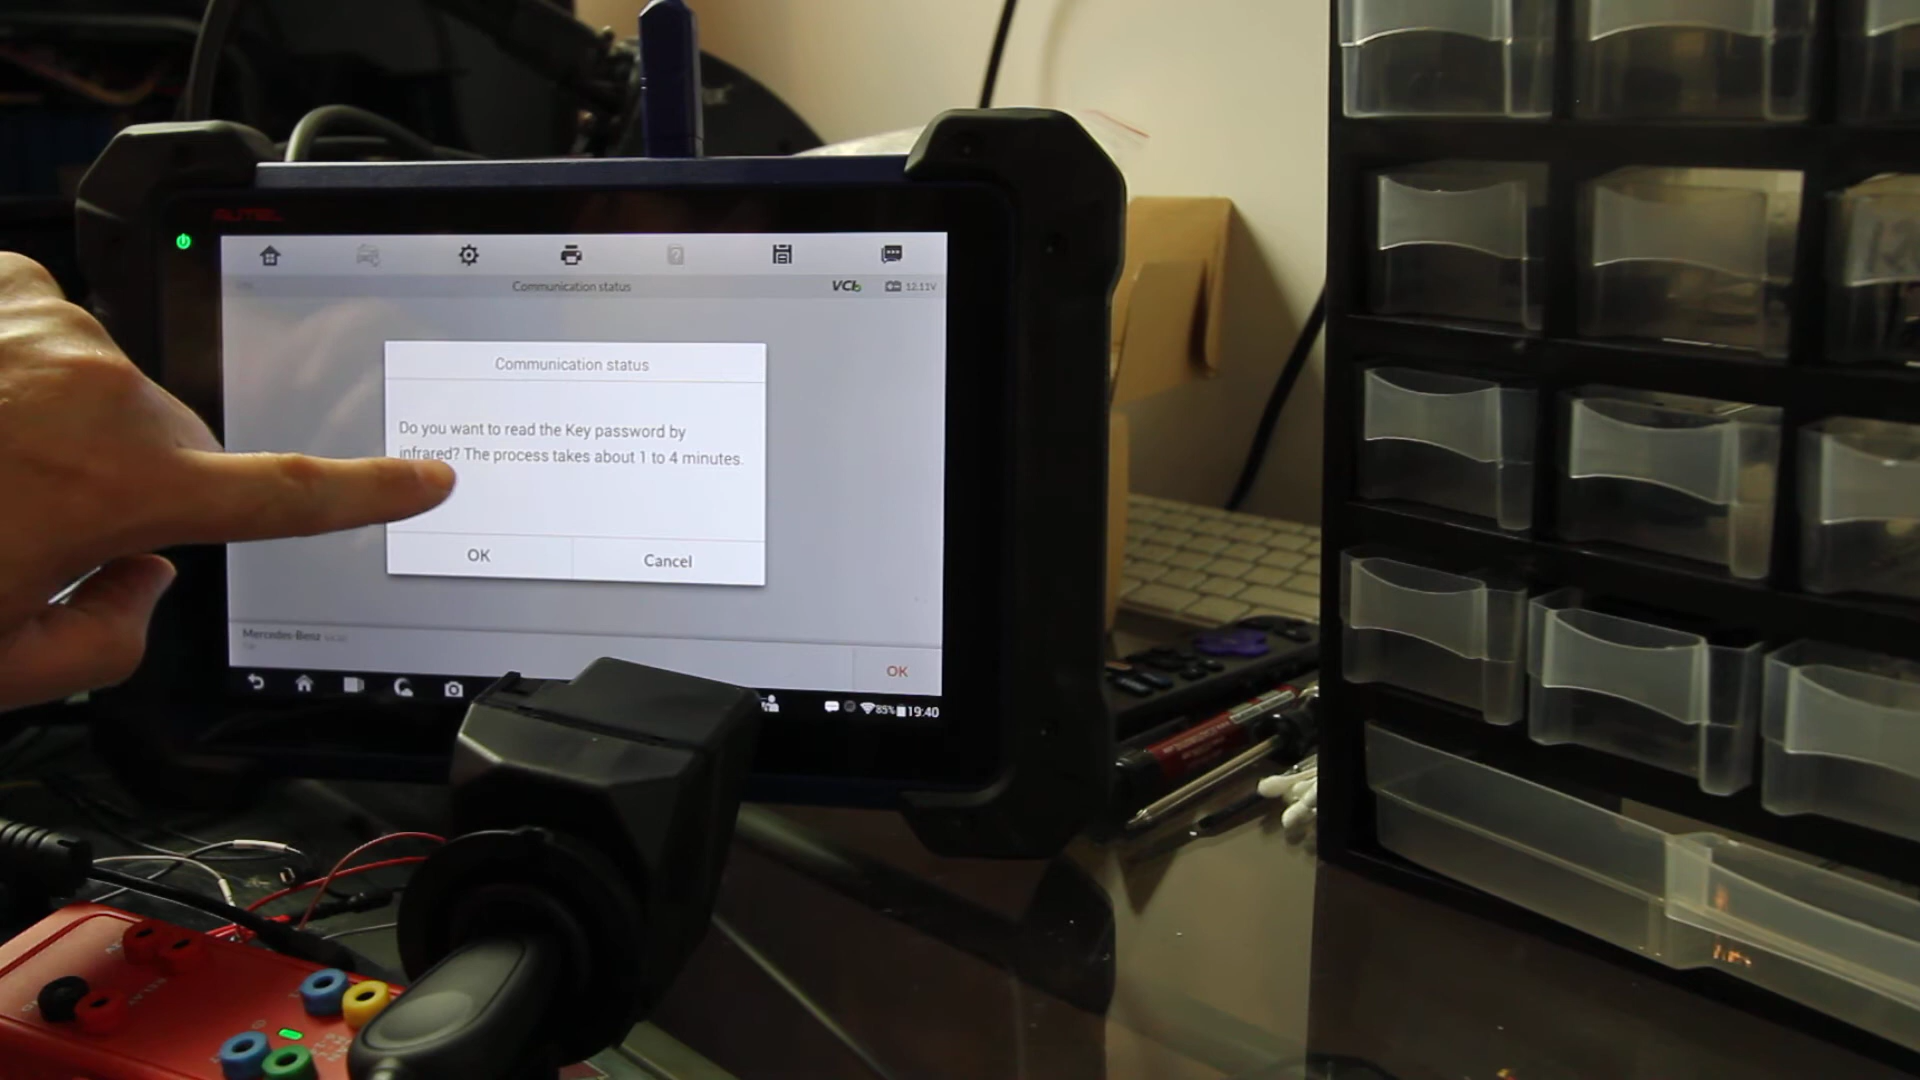 AUTEL
Communication status
VCI
12.11V
Communication status
Do you want to read the Key password by
infrared? The process takes about 1 to 4 minutes.
OK
Cancel
Mercedes-Benz
OK
85%
19:40
RELAY